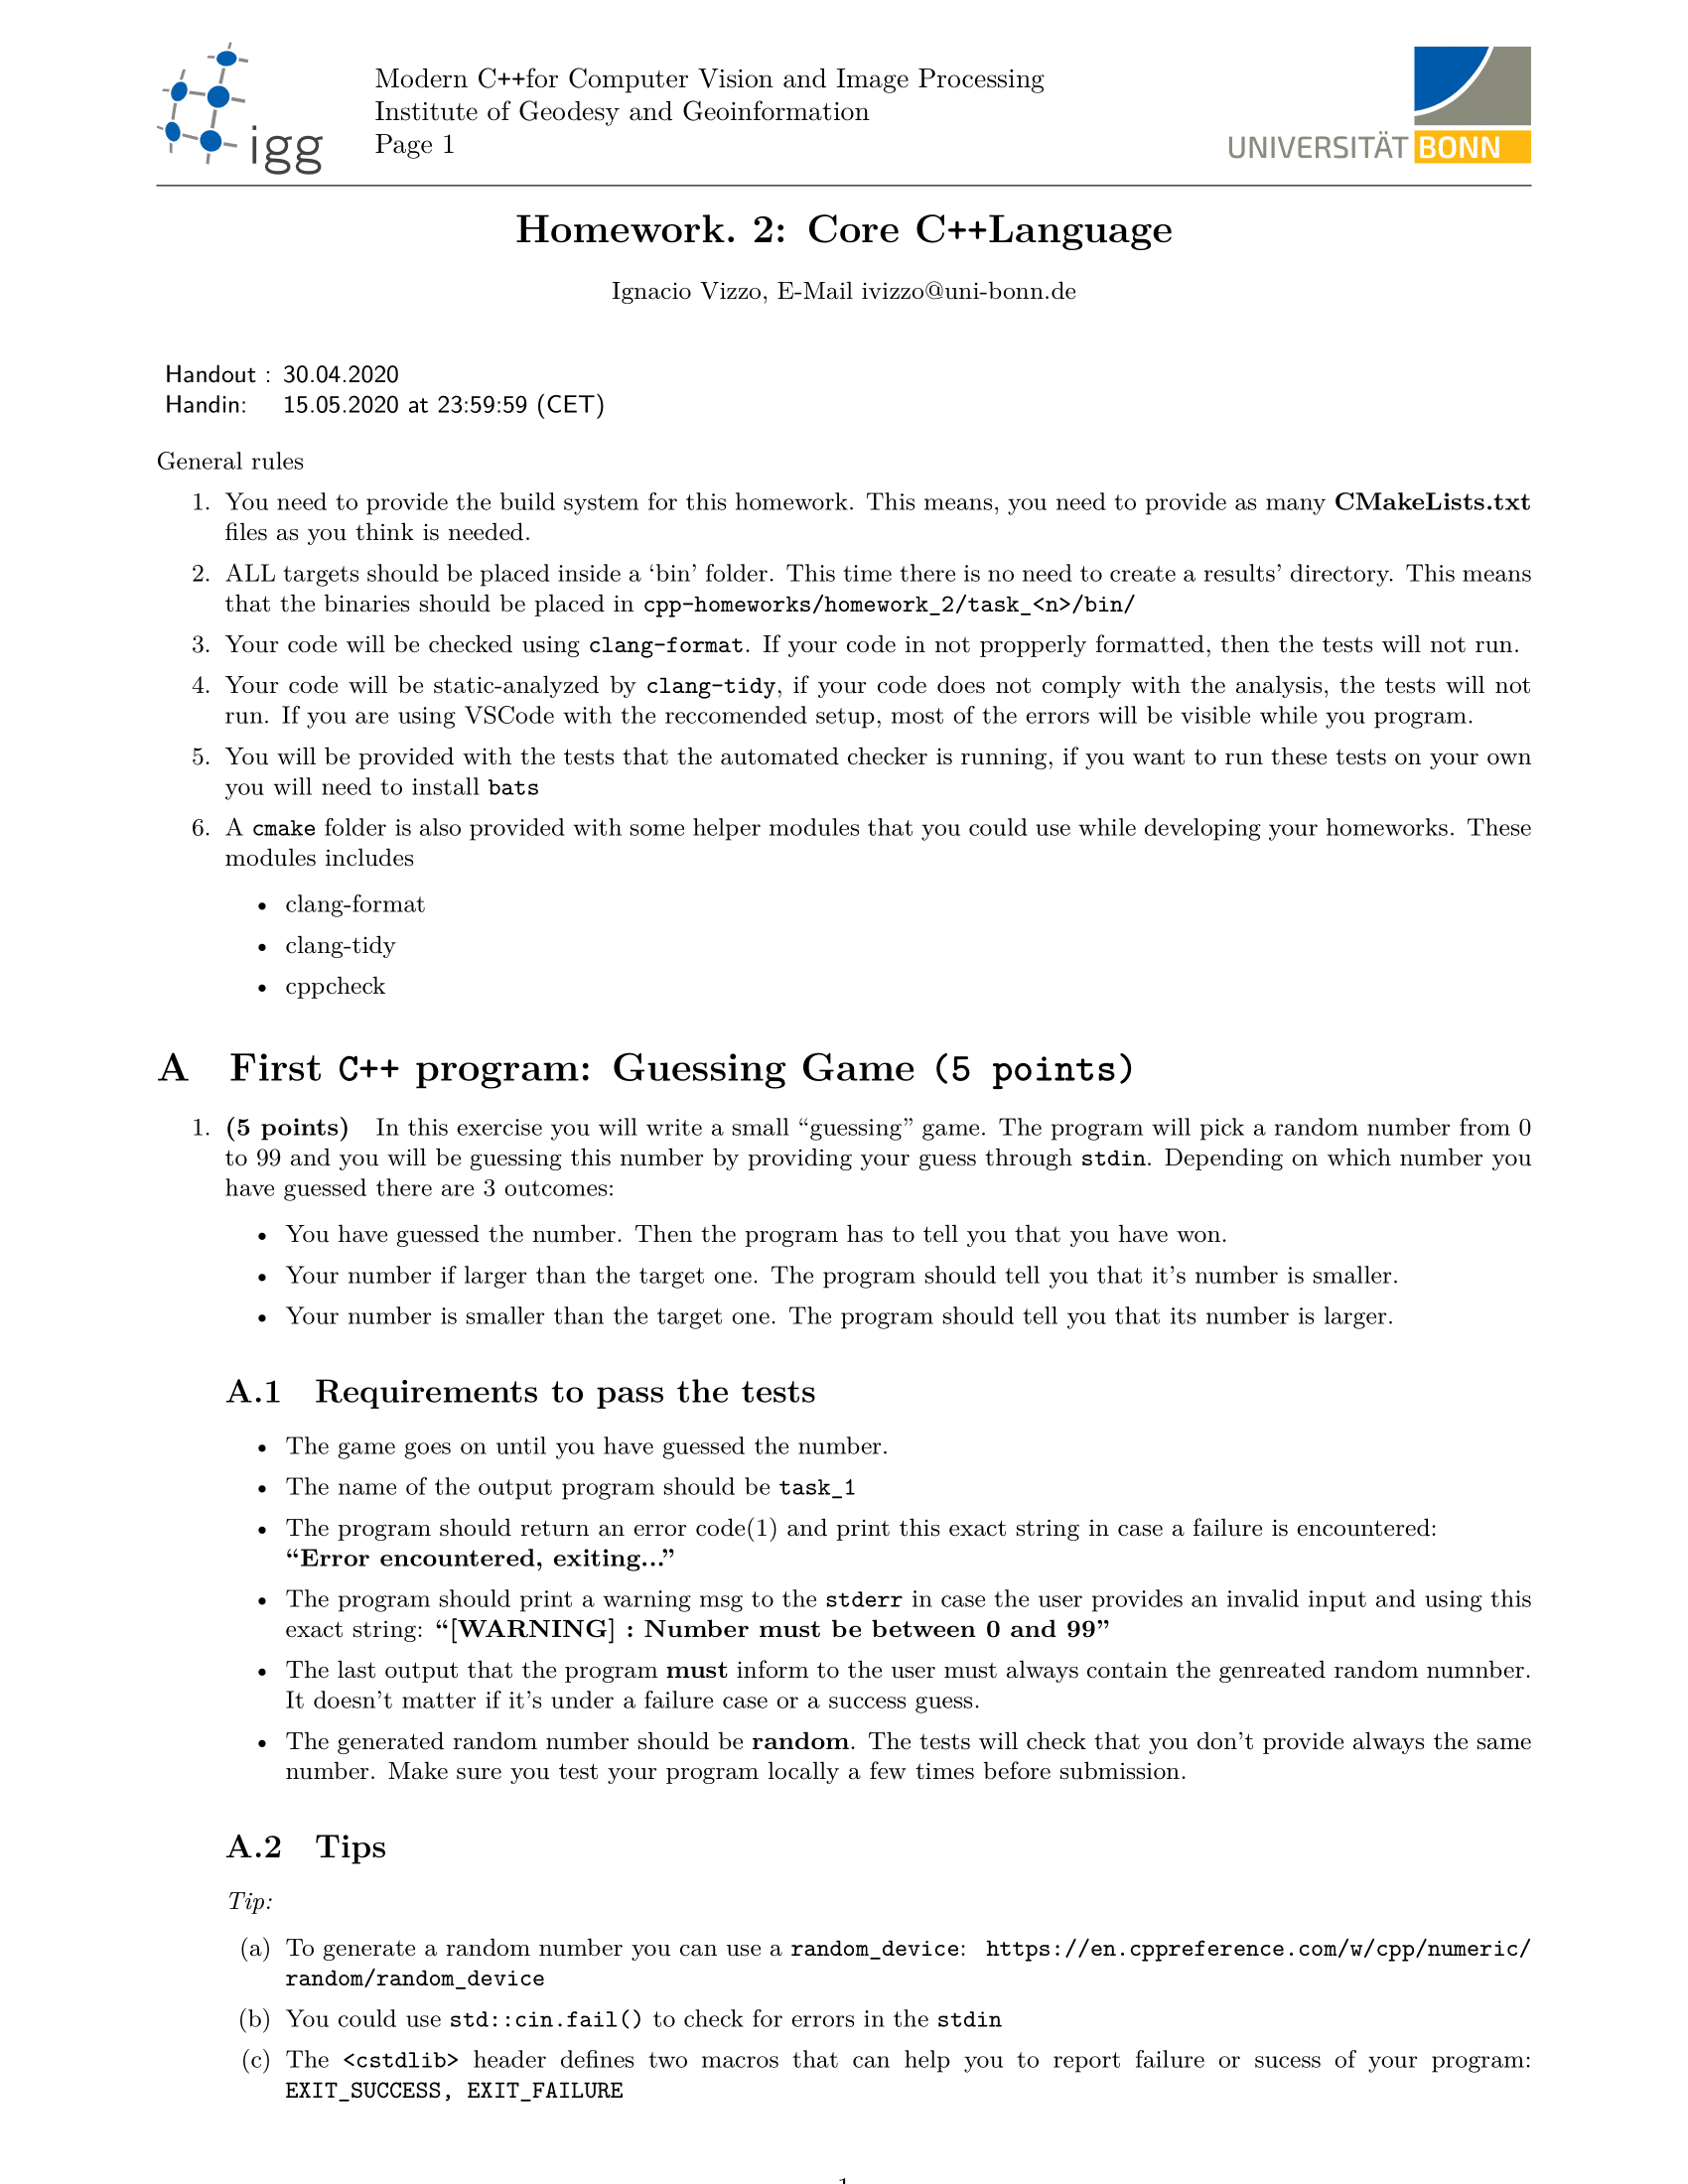 igg
Modern C++for Computer Vision and Image Processing
Institute of Geodesy and Geoinformation
Page 1
UNIVERSITÄT BONN
Homework. 2: Core C++Language
Ignacio Vizzo, E-Mail ivizzo@uni-bonn.de
Handout : 30.04.2020
Handin: 15.05.2020 at 23:59:59 (CET)
General rules
1. You need to provide the build system for this homework. This means, you need to provide as many CMakeLists.txt
files as you think is needed.
2. ALL targets should be placed inside a ‘bin’ folder. This time there is no need to create a results’ directory. This means
that the binaries should be placed in cpp-homeworks/homework_2/task_<n>/bin/
3. Your code will be checked using clang-format. If your code in not propperly formatted, then the tests will not run.
4. Your code will be static-analyzed by clang-tidy, if your code does not comply with the analysis, the tests will not
run. If you are using VSCode with the reccomended setup, most of the errors will be visible while you program.
5. You will be provided with the tests that the automated checker is running, if you want to run these tests on your own
you will need to install bats
6. A cmake folder is also provided with some helper modules that you could use while developing your homeworks. These
modules includes
• clang-format
• clang-tidy
• cppcheck
A First C++ program: Guessing Game (5 points)
1. (5 points) In this exercise you will write a small “guessing” game. The program will pick a random number from 0
to 99 and you will be guessing this number by providing your guess through stdin. Depending on which number you
have guessed there are 3 outcomes:
• You have guessed the number. Then the program has to tell you that you have won.
• Your number if larger than the target one. The program should tell you that it’s number is smaller.
• Your number is smaller than the target one. The program should tell you that its number is larger.
A.1 Requirements to pass the tests
• The game goes on until you have guessed the number.
• The name of the output program should be task_1
• The program should return an error code(1) and print this exact string in case a failure is encountered:
“Error encountered, exiting...”
• The program should print a warning msg to the stderr in case the user provides an invalid input and using this
exact string: “[WARNING] : Number must be between 0 and 99”
• The last output that the program must inform to the user must always contain the genreated random numnber.
It doesn’t matter if it’s under a failure case or a success guess.
• The generated random number should be random. The tests will check that you don’t provide always the same
number. Make sure you test your program locally a few times before submission.
A.2 Tips
Tip:
(a) To generate a random number you can use a random_device: https://en.cppreference.com/w/cpp/numeric/
random/random_device
(b) You could use std::cin.fail() to check for errors in the stdin
(c) The <cstdlib> header defines two macros that can help you to report failure or sucess of your program:
EXIT_SUCCESS, EXIT_FAILURE
1